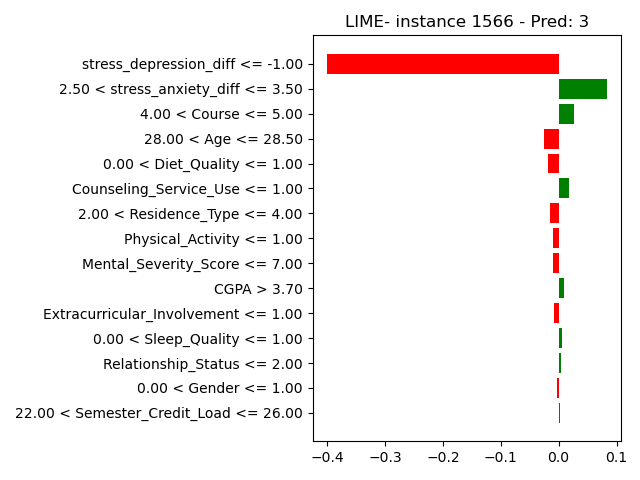 LIME- instance 1566 - Pred: 3
stress_depression_diff <= -1.00
2.50 < stress_anxiety_diff <= 3.50
4.00 < Course <= 5.00
28.00 < Age <= 28.50
0.00 < Diet_Quality <= 1.00
Counseling_Service_Use <= 1.00
2.00 < Residence_Type <= 4.00
Physical_Activity <= 1.00
Mental_Severity_Score <= 7.00
CGPA > 3.70
Extracurricular_Involvement <= 1.00
0.00 < Sleep_Quality <= 1.00
Relationship_Status <= 2.00
0.00 < Gender <= 1.00
22.00 < Semester_Credit_Load <= 26.00
−0.4 −0.3 −0.2 −0.1 0.0 0.1